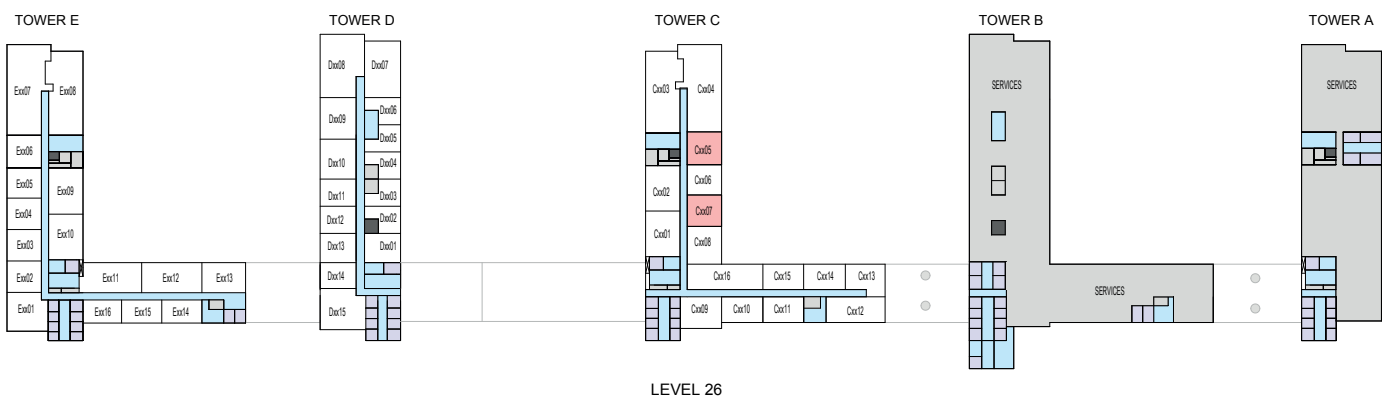 TOWER E
TOWER D
TOWER C
TOWER B
TOWER A
Exx07
Exx08
Exx06
Exx05
Exx09
Exx04
Exx10
Exx03
Exx02
Exx11
Exx12
Exx13
Exx01
Exx16
Exx15
Exx14
Dxx08
Dxx07
Dxx09
Dxx06
Dxx05
Dxx10
Dxx04
Dxx11
Dxx03
Dxx12
Dxx02
Dxx13
Dxx01
Dxx14
Dxx15
Cxx03
Cxx04
Cxx05
Cxx06
Cxx02
Cxx07
Cxx01
Cxx08
Cxx16
Cxx15
Cxx14
Cxx13
Cxx09
Cxx10
Cxx11
Cxx12
SERVICES
SERVICES
SERVICES
LEVEL 26